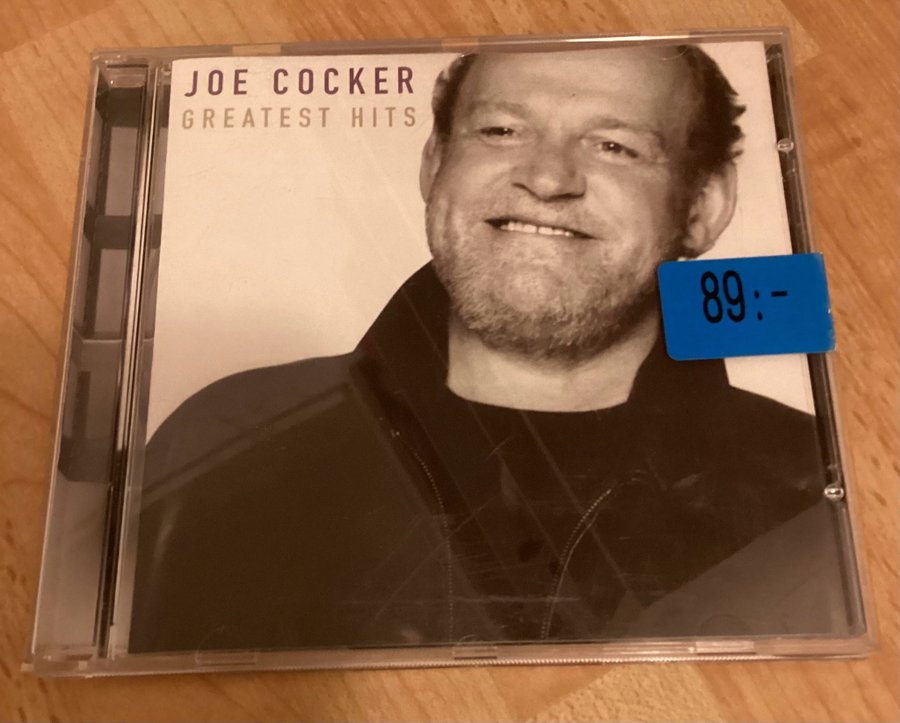 JOE COCKER
GREATEST HITS
89:-